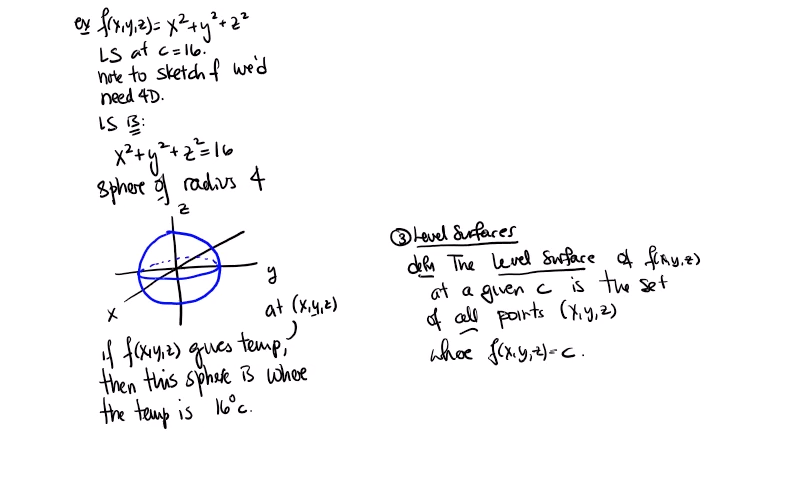 ex f(x,y,z) = x² + y² + z²
LS at c=16.
note to sketch f we'd
need 4D.
LS is:
x² + y² + z² = 16
sphere of radius 4
z
y
x
at (x,y,z)
if f(x,y,z) gives temp,
then this sphere is where
the temp is 16°c.
③ Level Surfaces
defn The level surface of f(x,y,z)
at a given c is the set
of all points (x,y,z)
where f(x,y,z)=c.